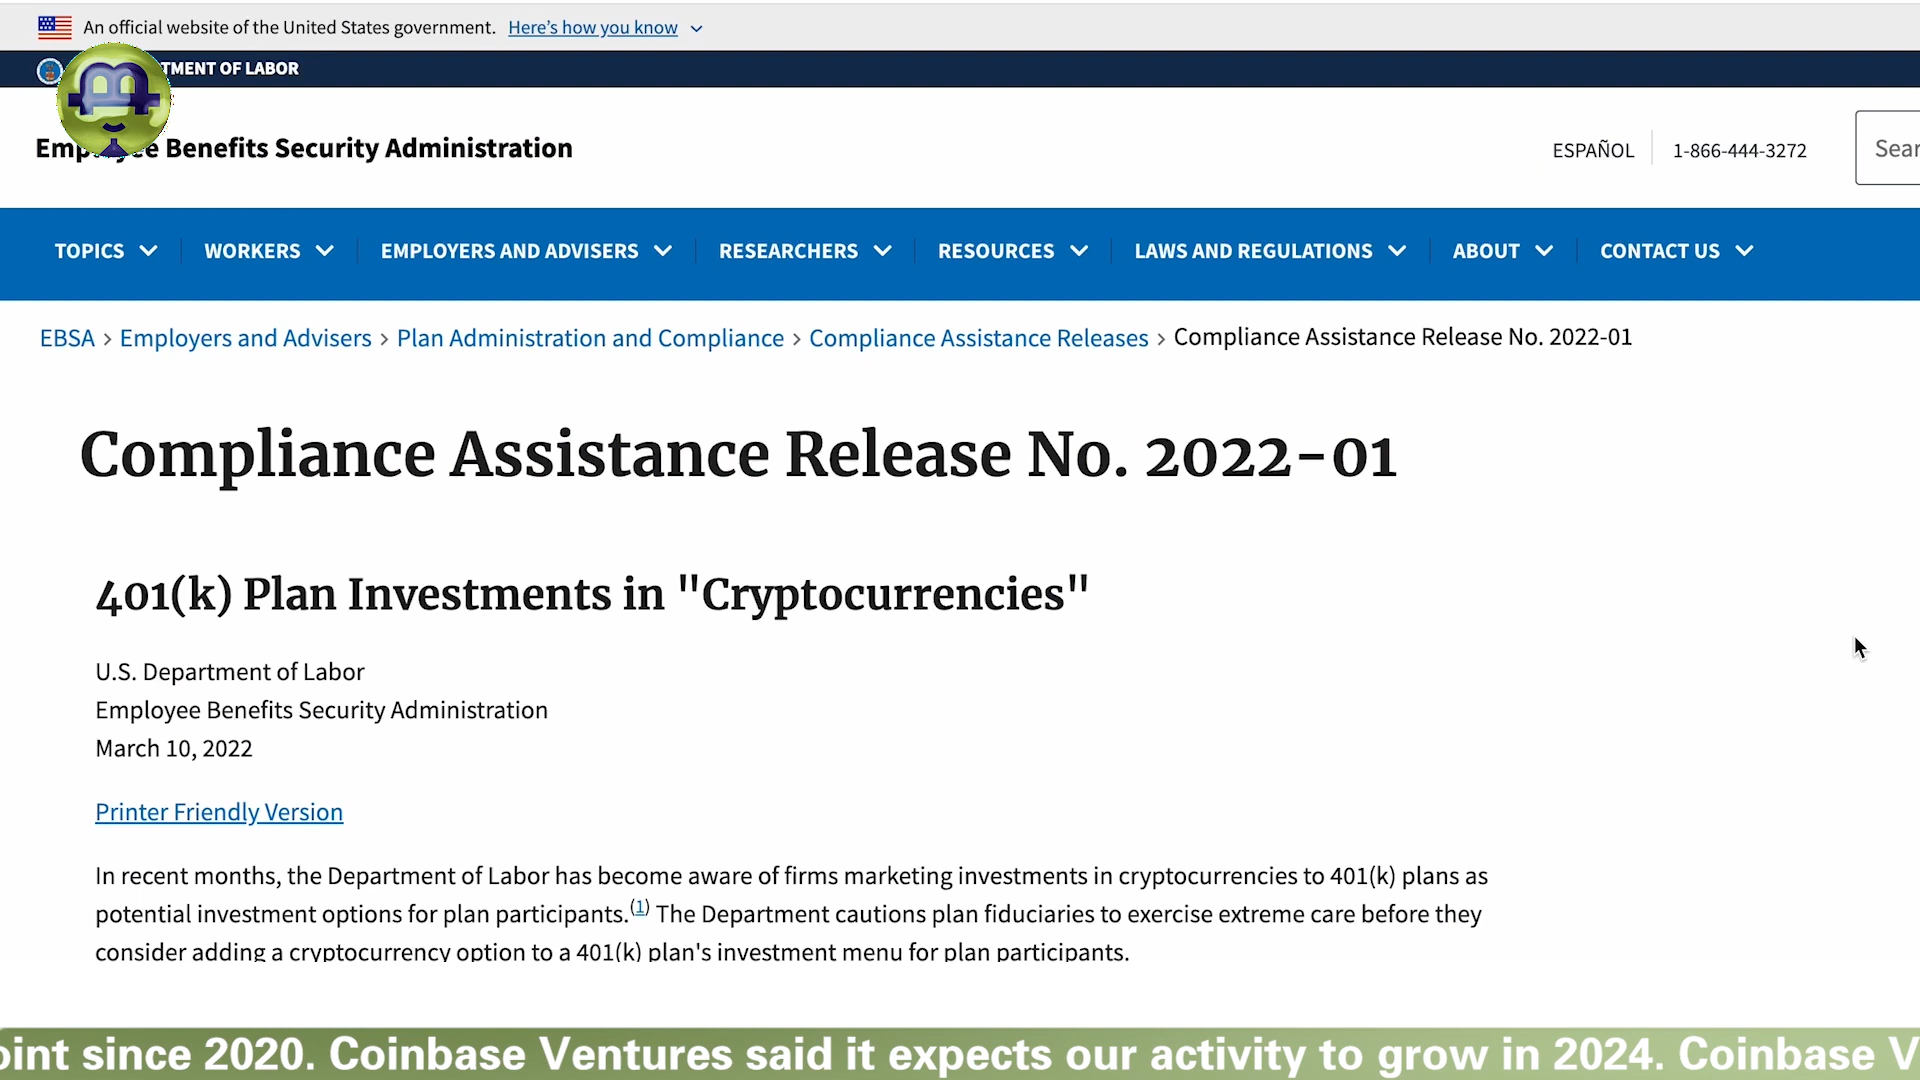 An official website of the United States government. Here's how you know
TMENT OF LABOR
Benefits Security Administration
ESPAÑOL 1-866-444-3272
TOPICS WORKERS EMPLOYERS AND ADVISERS RESEARCHERS RESOURCES LAWS AND REGULATIONS ABOUT CONTACT US
EBSA > Employers and Advisers > Plan Administration and Compliance > Compliance Assistance Releases > Compliance Assistance Release No. 2022-01
Compliance Assistance Release No. 2022-01
401(k) Plan Investments in "Cryptocurrencies"
U.S. Department of Labor
Employee Benefits Security Administration
March 10, 2022
Printer Friendly Version
In recent months, the Department of Labor has become aware of firms marketing investments in cryptocurrencies to 401(k) plans as
potential investment options for plan participants.(1) The Department cautions plan fiduciaries to exercise extreme care before they
consider adding a cryptocurrency option to a 401(k) plan's investment menu for plan participants.
oint since 2020. Coinbase Ventures said it expects our activity to grow in 2024. Coinbase V